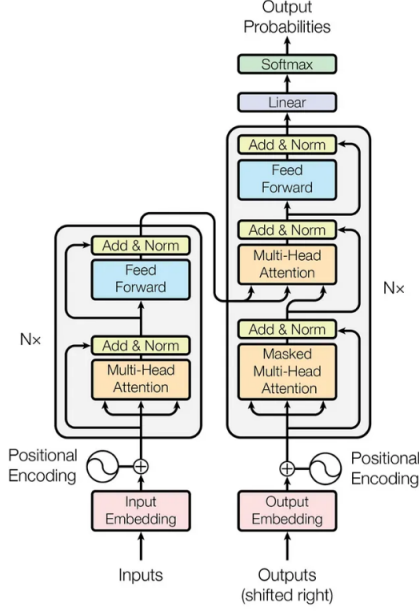 Output
Probabilities
Softmax
Linear
Add & Norm
Feed
Forward
Add & Norm
Multi-Head
Attention
Nx
Add & Norm
Masked
Multi-Head
Attention
Positional
Encoding
Output
Embedding
Outputs
(shifted right)
Add & Norm
Feed
Forward
Nx
Add & Norm
Multi-Head
Attention
Positional
Encoding
Input
Embedding
Inputs